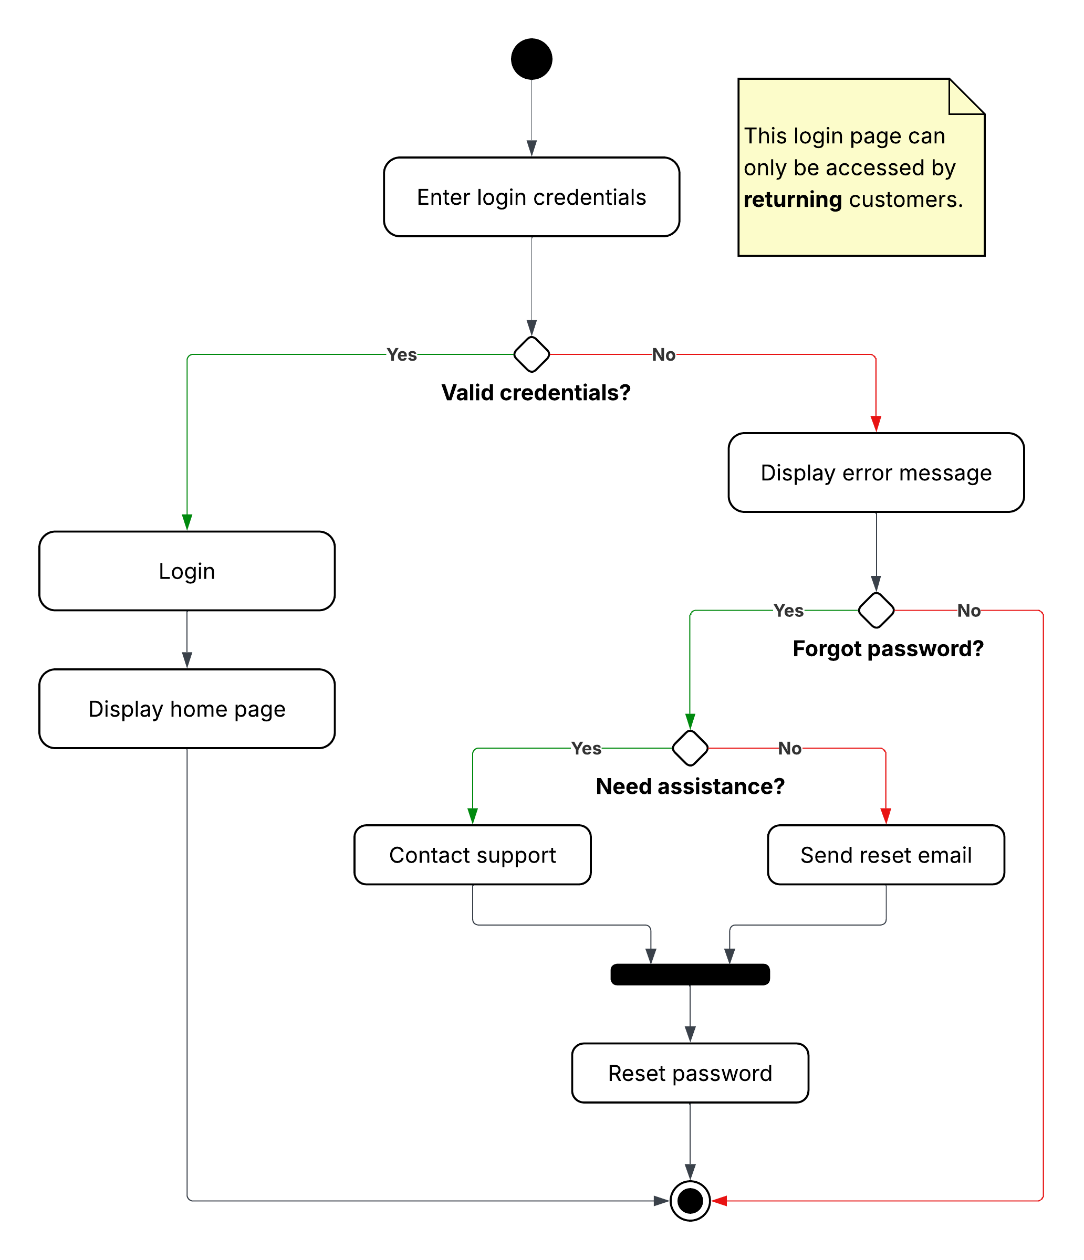 This login page can
only be accessed by
returning customers.
Enter login credentials
Yes
No
Valid credentials?
Display error message
Login
Yes
No
Forgot password?
Display home page
Yes
No
Need assistance?
Contact support
Send reset email
Reset password